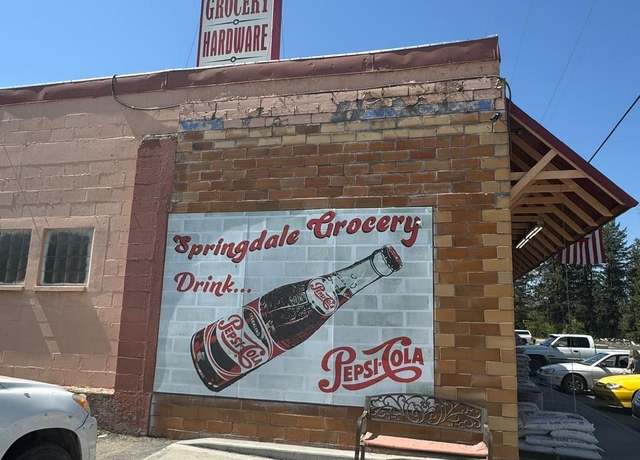 GROCERY
HARDWARE
Springdale Grocery
Drink...
Pepsi-Cola
Pepsi-Cola
PEPSI-COLA